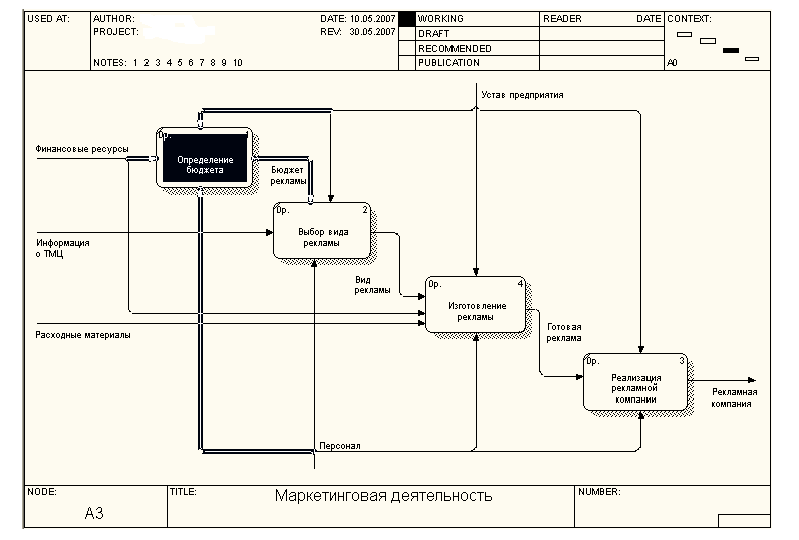 USED AT:
AUTHOR:
DATE: 10.05.2007
PROJECT:
REV: 30.05.2007
NOTES: 1 2 3 4 5 6 7 8 9 10
WORKING
DRAFT
RECOMMENDED
PUBLICATION
READER
DATE
CONTEXT:
A0
Устав предприятия
Финансовые ресурсы
0р.
1
Определение
бюджета
Бюджет
рекламы
0р.
2
Выбор вида
рекламы
Информация
о ТМЦ
Вид
рекламы
0р.
4
Изготовление
рекламы
Расходные материалы
Готовая
реклама
0р.
3
Реализация
рекламной
компании
Рекламная
компания
Персонал
NODE:
A3
TITLE:
Маркетинговая деятельность
NUMBER: